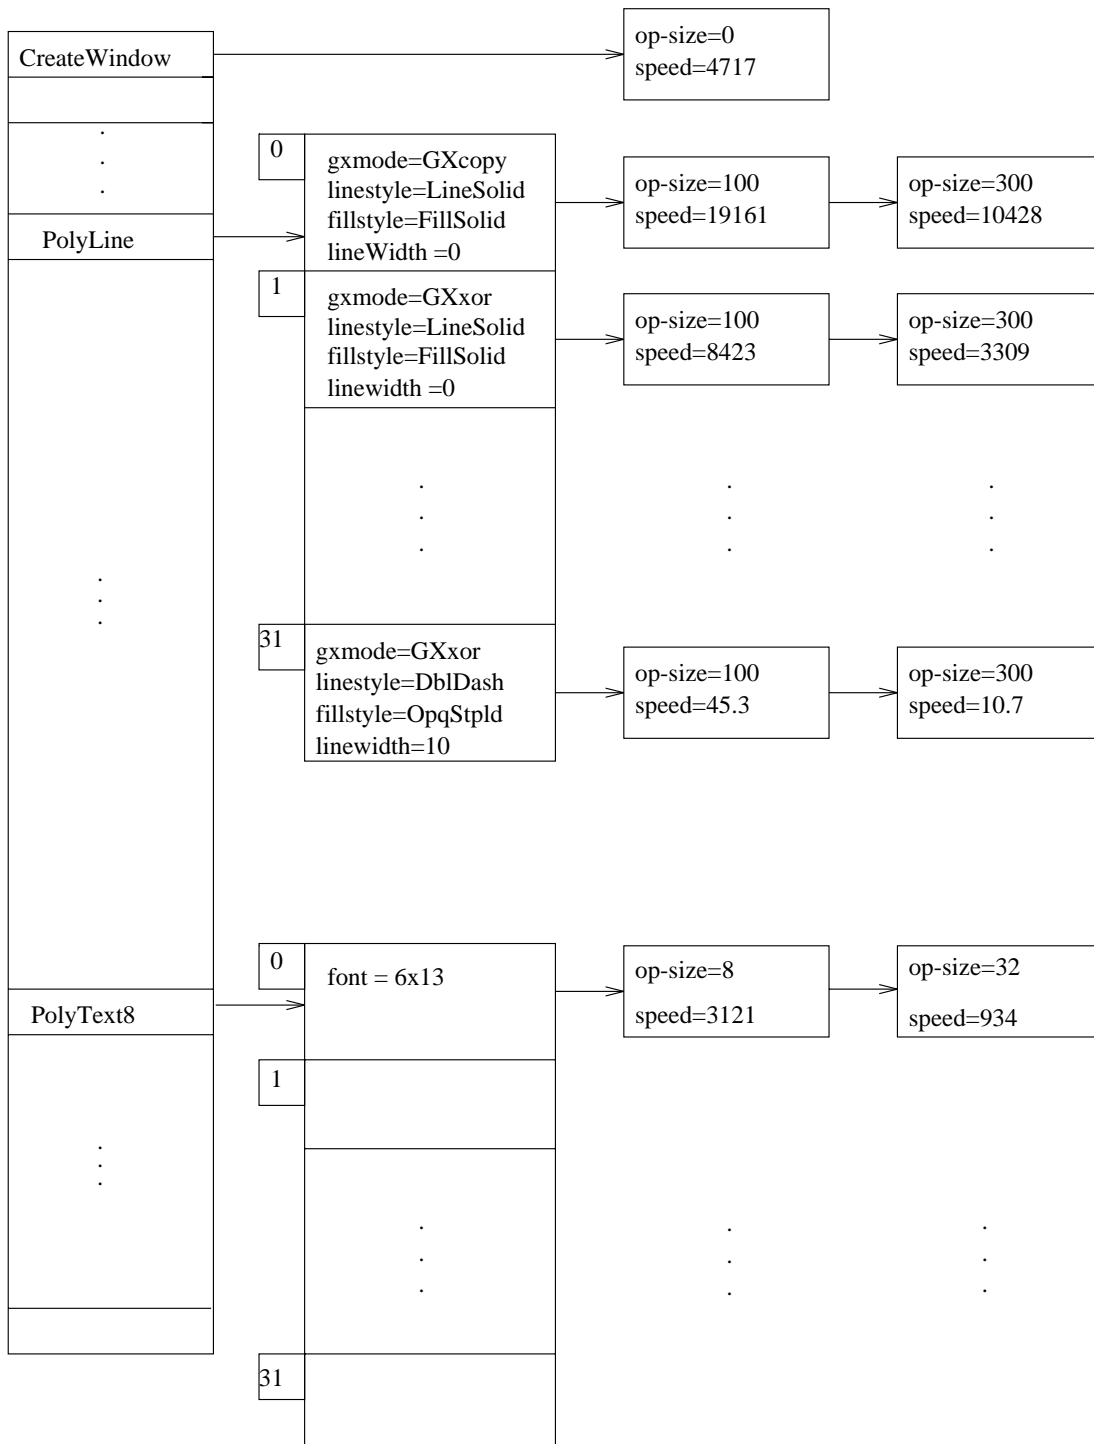 CreateWindow
op-size=0
speed=4717
PolyLine
0
gxmode=GXcopy
linestyle=LineSolid
fillstyle=FillSolid
lineWidth =0
op-size=100
speed=19161
op-size=300
speed=10428
1
gxmode=GXxor
linestyle=LineSolid
fillstyle=FillSolid
linewidth =0
op-size=100
speed=8423
op-size=300
speed=3309
31
gxmode=GXxor
linestyle=DblDash
fillstyle=OpqStpld
linewidth=10
op-size=100
speed=45.3
op-size=300
speed=10.7
PolyText8
0
font = 6x13
op-size=8
speed=3121
op-size=32
speed=934
1
31